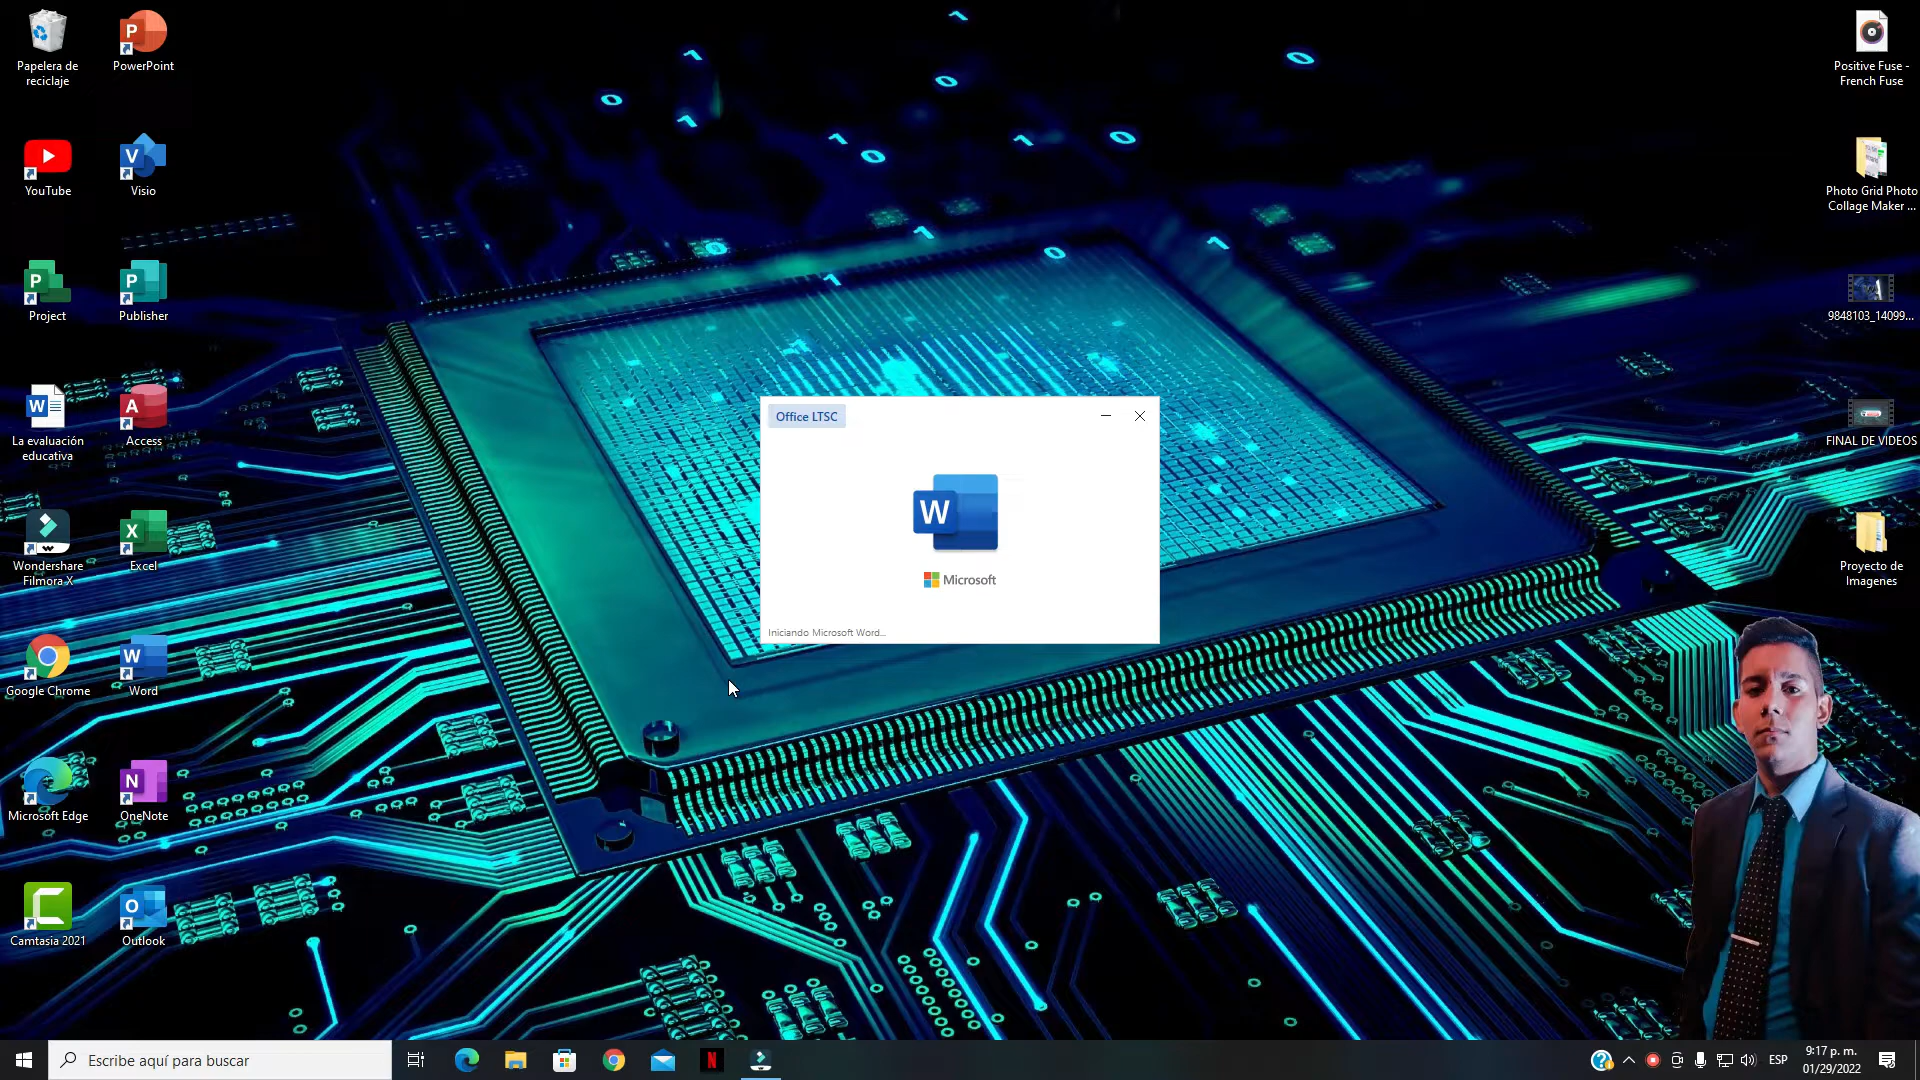 Papelera de
reciclaje
PowerPoint
YouTube
Visio
Project
Publisher
La evaluación
educativa
Access
Wondershare
Filmora X
Excel
Google Chrome
Word
Microsoft Edge
OneNote
Camtasia 2021
Outlook
Office LTSC
W
Microsoft
Iniciando Microsoft Word...
Positive Fuse -
French Fuse
Photo Grid Photo
Collage Maker ...
9848103_14099...
FINAL DE VIDEOS
Proyecto de
Imagenes
Escribe aquí para buscar
ESP
9:17 p. m.
01/29/2022